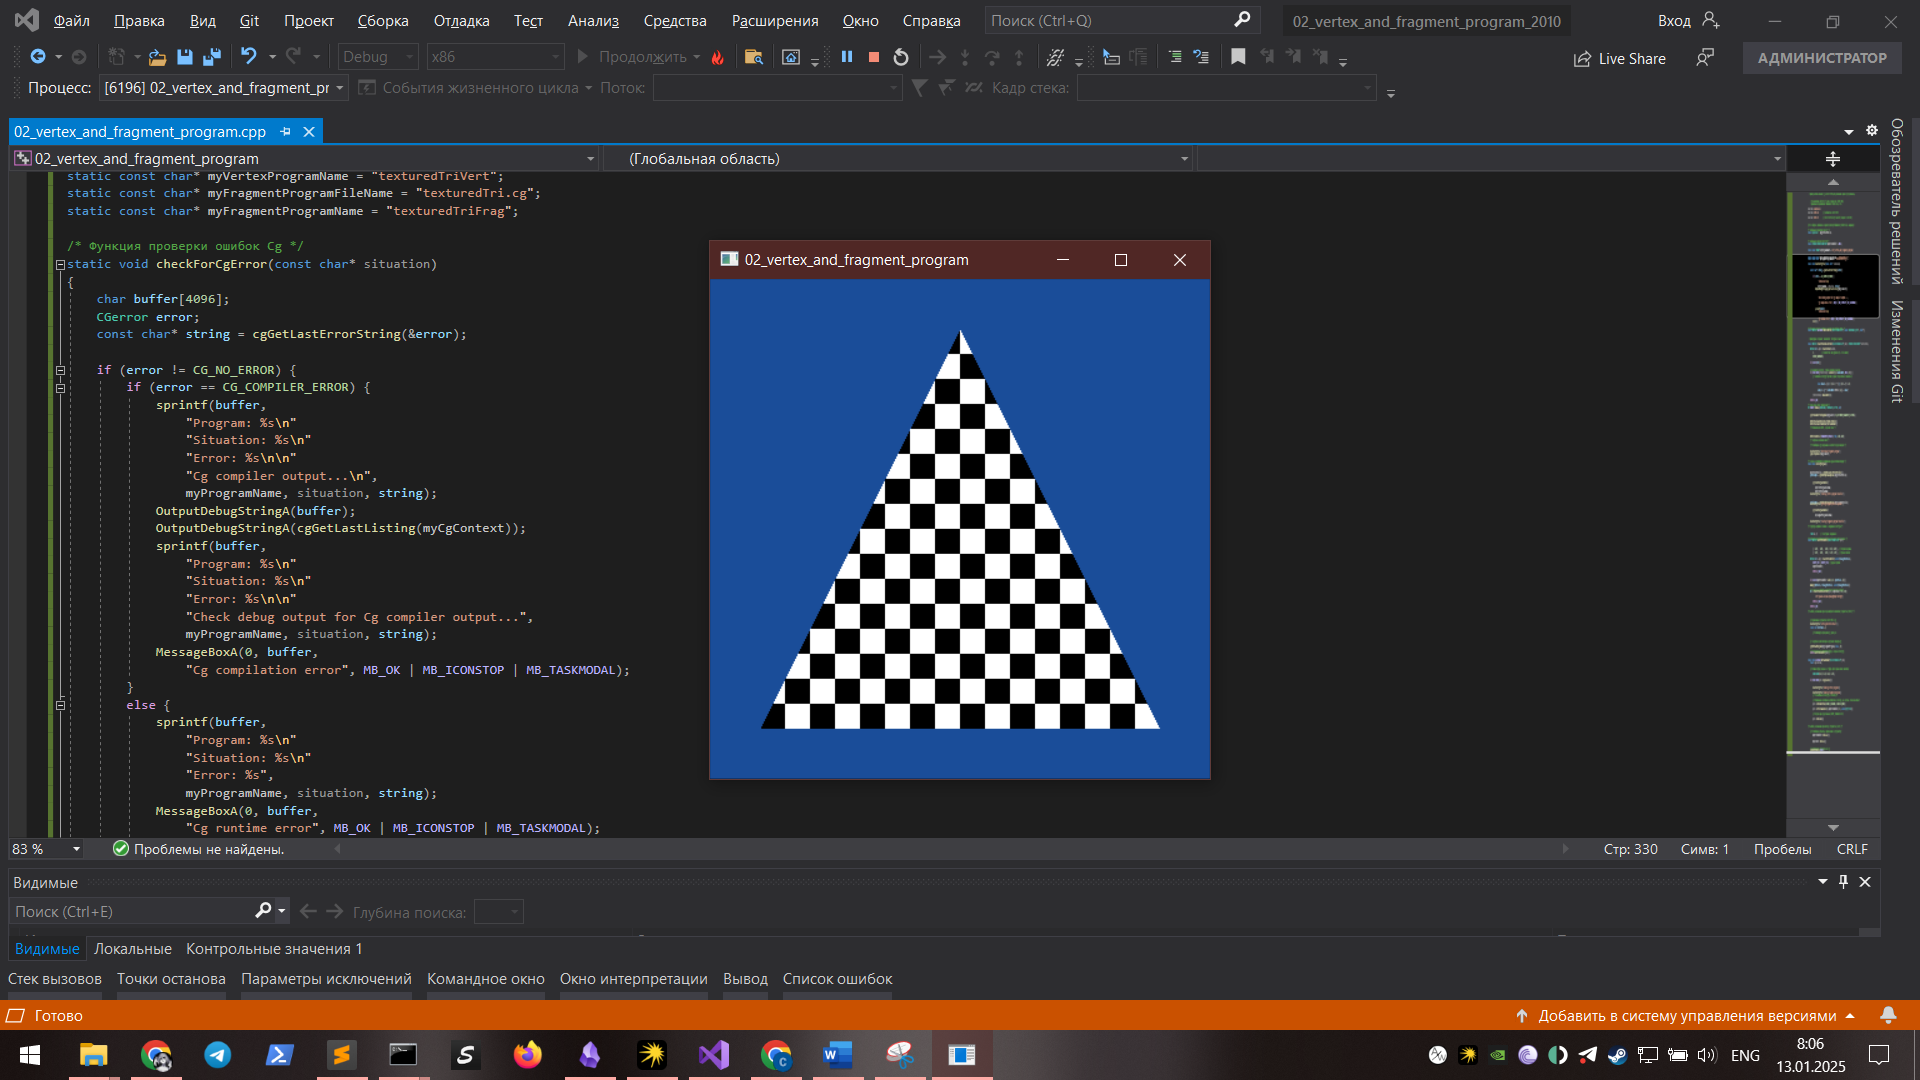 Файл Правка Вид Git Проект Сборка Отладка Тест Анализ Средства Расширения Окно Справка Поиск (Ctrl+Q) 02_vertex_and_fragment_program_2010 Вход
Debug x86 Продолжить Live Share АДМИНИСТРАТОР
Процесс: [6196] 02_vertex_and_fragment_pr События жизненного цикла Поток: Кадр стека:
02_vertex_and_fragment_program.cpp
02_vertex_and_fragment_program (Глобальная область)
static const char* myVertexProgramName = "texturedTriVert";
static const char* myFragmentProgramFileName = "texturedTri.cg";
static const char* myFragmentProgramName = "texturedTriFrag";
/* Функция проверки ошибок Cg */
static void checkForCgError(const char* situation)
{
char buffer[4096];
CGerror error;
const char* string = cgGetLastErrorString(&error);
if (error != CG_NO_ERROR) {
if (error == CG_COMPILER_ERROR) {
sprintf(buffer,
"Program: %s\n"
"Situation: %s\n"
"Error: %s\n\n"
"Cg compiler output...\n",
myProgramName, situation, string);
OutputDebugStringA(buffer);
OutputDebugStringA(cgGetLastListing(myCgContext));
sprintf(buffer,
"Program: %s\n"
"Situation: %s\n"
"Error: %s\n\n"
"Check debug output for Cg compiler output...",
myProgramName, situation, string);
MessageBoxA(0, buffer,
"Cg compilation error", MB_OK | MB_ICONSTOP | MB_TASKMODAL);
}
else {
sprintf(buffer,
"Program: %s\n"
"Situation: %s\n"
"Error: %s",
myProgramName, situation, string);
MessageBoxA(0, buffer,
"Cg runtime error", MB_OK | MB_ICONSTOP | MB_TASKMODAL);
02_vertex_and_fragment_program
Обозреватель решений
Изменения Git
83 % Проблемы не найдены. Стр: 330 Симв: 1 Пробелы CRLF
Видимые
Поиск (Ctrl+E) Глубина поиска:
Видимые Локальные Контрольные значения 1
Стек вызовов Точки останова Параметры исключений Командное окно Окно интерпретации Вывод Список ошибок
Готово Добавить в систему управления версиями
ENG
8:06
13.01.2025